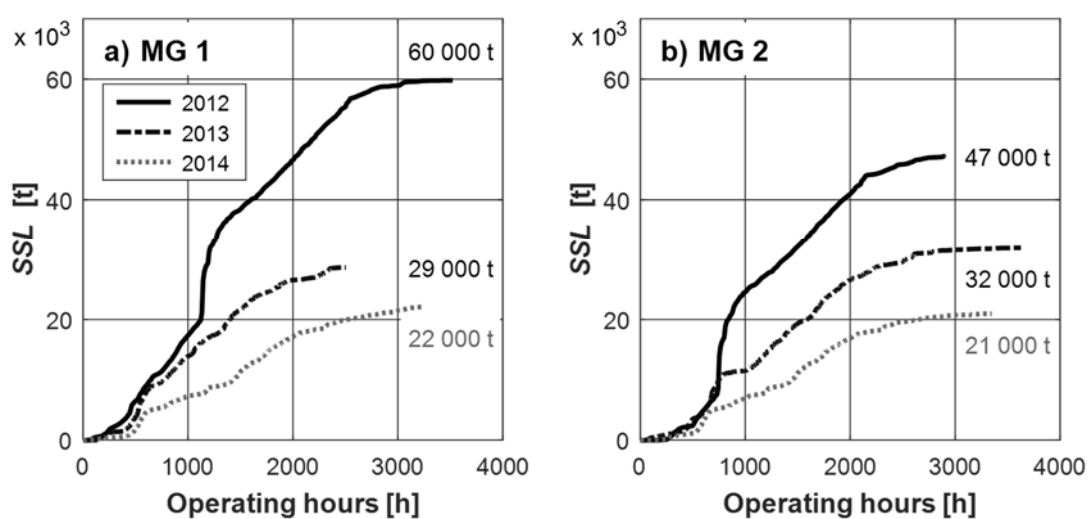 x 10³
a) MG 1
60 000 t
60
2012
2013
2014
40
SSL [t]
29 000 t
20
22 000 t
0
0 1000 2000 3000 4000
Operating hours [h]
x 10³
b) MG 2
60
47 000 t
40
SSL [t]
32 000 t
20
21 000 t
0
0 1000 2000 3000 4000
Operating hours [h]